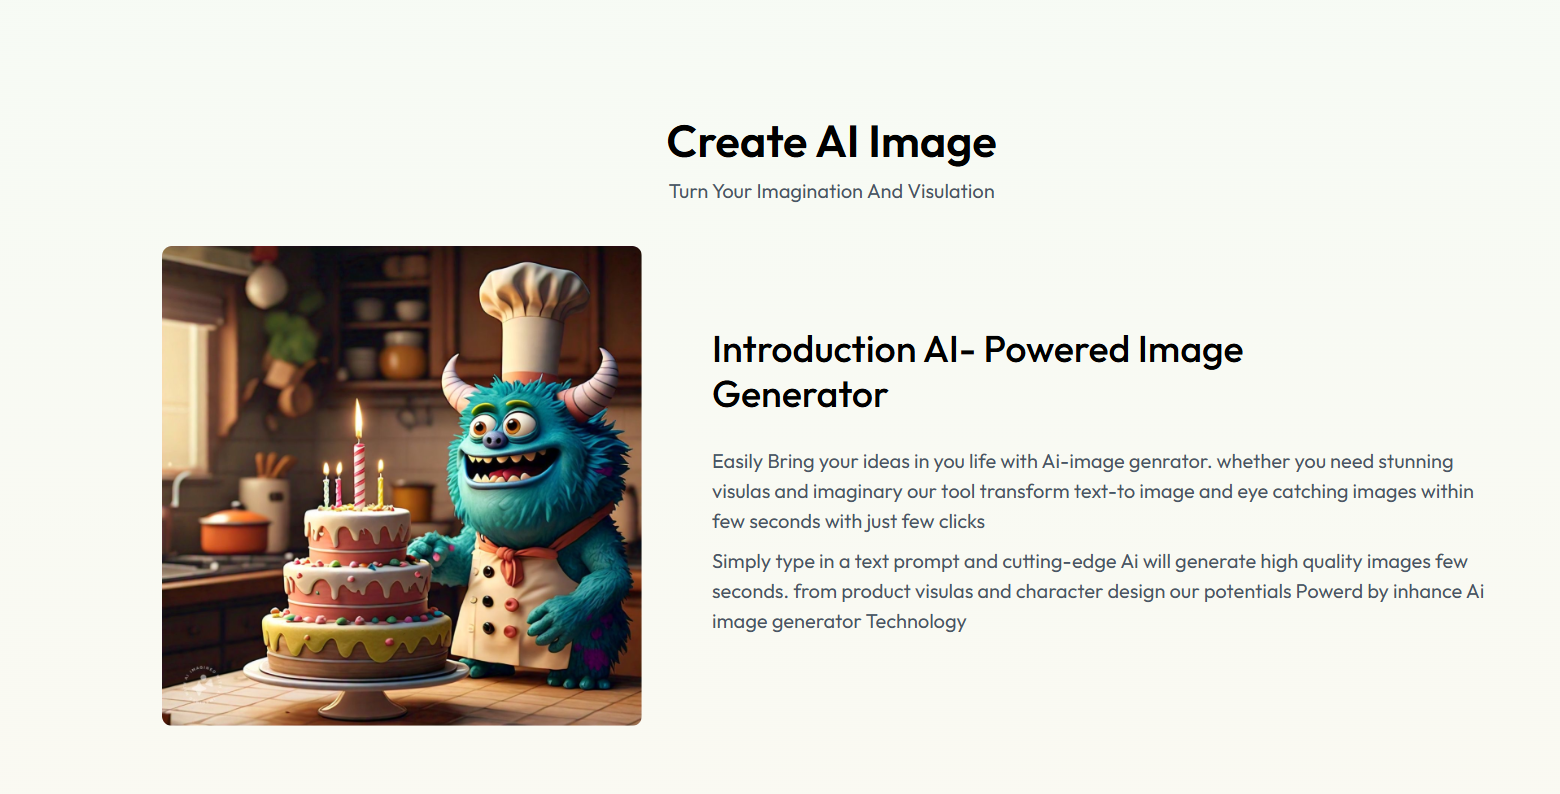 Create AI Image
Turn Your Imagination And Visulation
Introduction AI- Powered Image
Generator
Easily Bring your ideas in you life with Ai-image genrator. whether you need stunning
visulas and imaginary our tool transform text-to image and eye catching images within
few seconds with just few clicks
Simply type in a text prompt and cutting-edge Ai will generate high quality images few
seconds. from product visulas and character design our potentials Powerd by inhance Ai
image generator Technology